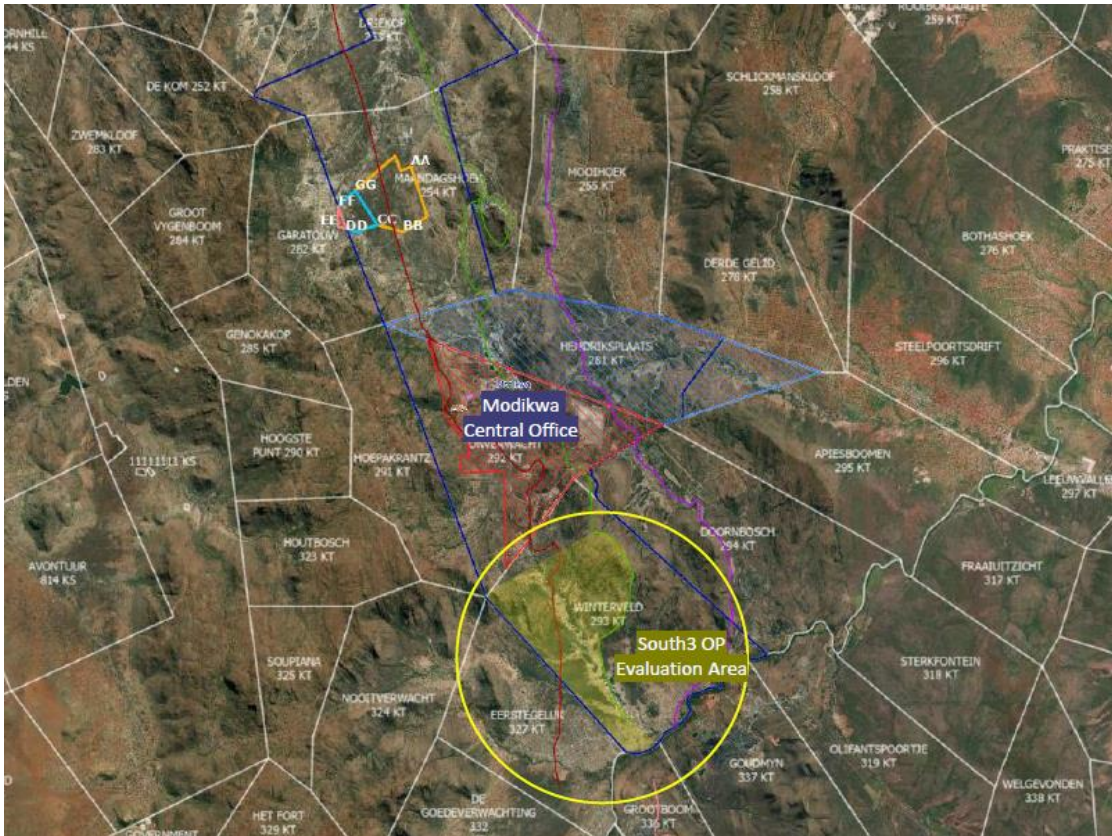 ORNHILL
44 KS
DE KOM 252 KT
ROOIBOKLAAGTE
259 KT
SCHLICKMANSKLOOF
258 KT
ZWEMKLOOF
283 KT
PRAKTISE
275 KT
AA
MAANDAGSHOEK
254 KT
MOOIHOEK
255 KT
GG
FF
EE
DD
CC
BB
GROOT
VYGENBOOM
284 KT
GARATOUW
282 KT
BOTHASHOEK
276 KT
DERDE GELID
278 KT
GENOKAKOP
285 KT
HENDRIKSPLAATS
281 KT
STEELPOORTSDRIFT
296 KT
LDEN
S
Modikwa
Central Office
ONVERWACHT
292 KT
HOOGSTE
PUNT 290 KT
HOEPAKRANTZ
291 KT
11111111 KS
APIESBOOMEN
295 KT
LEEUWVALLE
297 KT
HOUTBOSCH
323 KT
DOORNBOSCH
294 KT
AVONTUUR
814 KS
FRAAIUITZICHT
317 KT
WINTERVELD
293 KT
South3 OP
Evaluation Area
SOUPIANA
325 KT
STERKFONTEIN
318 KT
NOOITVERWACHT
324 KT
EERSTEGELUK
327 KT
OLIFANTSPOORTJE
319 KT
GOUDMYN
337 KT
WELGEVONDEN
338 KT
HET FORT
329 KT
DE
GOEDEVERWACHTING
332
GROOTBOOM
336 KT
GOVERNMENT